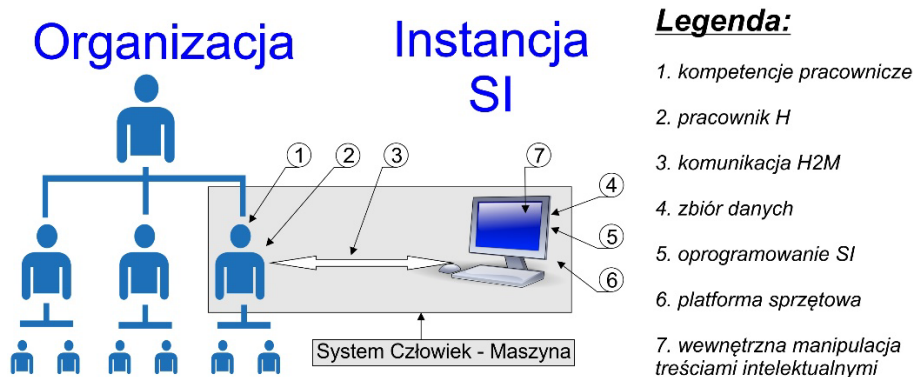 Organizacja
Instancja
SI
1
2
3
7
4
5
6
System Człowiek - Maszyna
Legenda:
1. kompetencje pracownicze
2. pracownik H
3. komunikacja H2M
4. zbiór danych
5. oprogramowanie SI
6. platforma sprzętowa
7. wewnętrzna manipulacja
treściami intelektualnymi